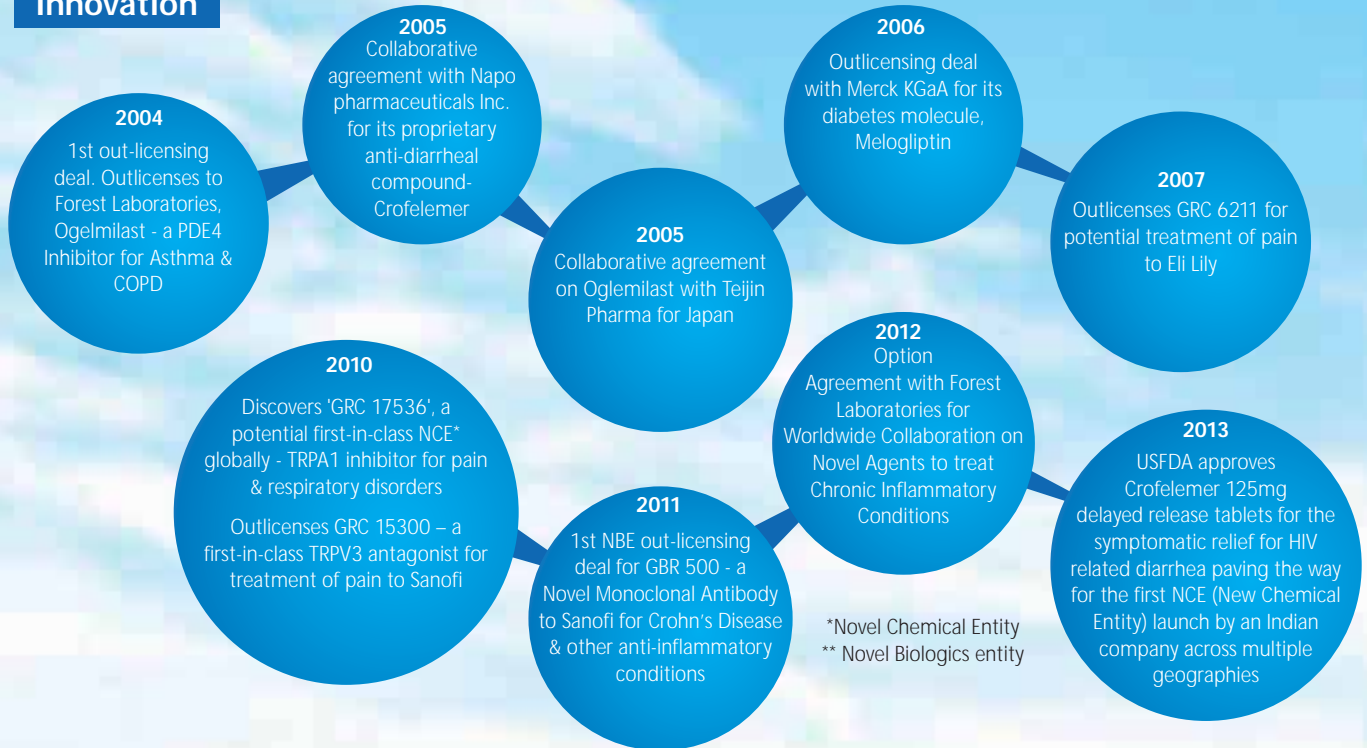 Innovation
2004
1st out-licensing
deal. Outlicenses to
Forest Laboratories,
Ogelmilast - a PDE4
Inhibitor for Asthma &
COPD
2005
Collaborative
agreement with Napo
pharmaceuticals Inc.
for its proprietary
anti-diarrheal
compound-
Crofelemer
2005
Collaborative agreement
on Oglemilast with Teijin
Pharma for Japan
2006
Outlicensing deal
with Merck KGaA for its
diabetes molecule,
Melogliptin
2007
Outlicenses GRC 6211 for
potential treatment of pain
to Eli Lily
2010
Discovers 'GRC 17536', a
potential first-in-class NCE*
globally - TRPA1 inhibitor for pain
& respiratory disorders
Outlicenses GRC 15300 – a
first-in-class TRPV3 antagonist for
treatment of pain to Sanofi
2011
1st NBE out-licensing
deal for GBR 500 - a
Novel Monoclonal Antibody
to Sanofi for Crohn's Disease
& other anti-inflammatory
conditions
2012
Option
Agreement with Forest
Laboratories for
Worldwide Collaboration on
Novel Agents to treat
Chronic Inflammatory
Conditions
2013
USFDA approves
Crofelemer 125mg
delayed release tablets for the
symptomatic relief for HIV
related diarrhea paving the way
for the first NCE (New Chemical
Entity) launch by an Indian
company across multiple
geographies
*Novel Chemical Entity
** Novel Biologics entity